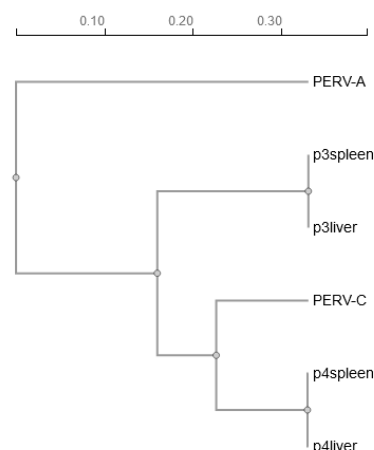 0.10 0.20 0.30
PERV-A
p3spleen
p3liver
PERV-C
p4spleen
p4liver